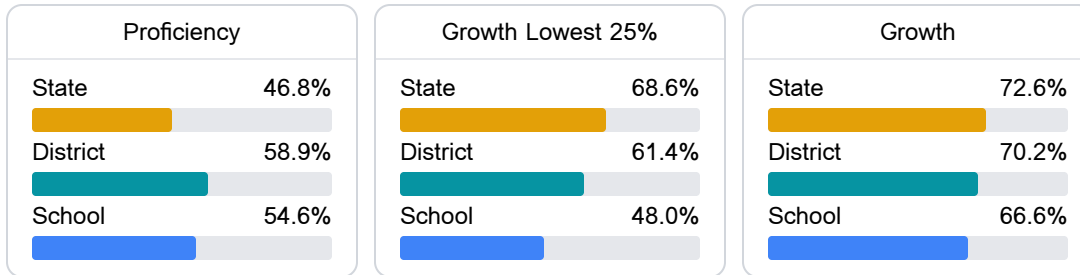 Proficiency
State 46.8%
District 58.9%
School 54.6%
Growth Lowest 25%
State 68.6%
District 61.4%
School 48.0%
Growth
State 72.6%
District 70.2%
School 66.6%